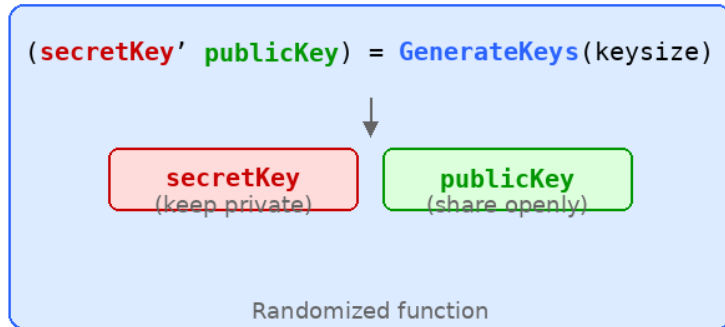 (secretKey’ publicKey) = GenerateKeys(keysize)
secretKey
(keep private)
publicKey
(share openly)
Randomized function